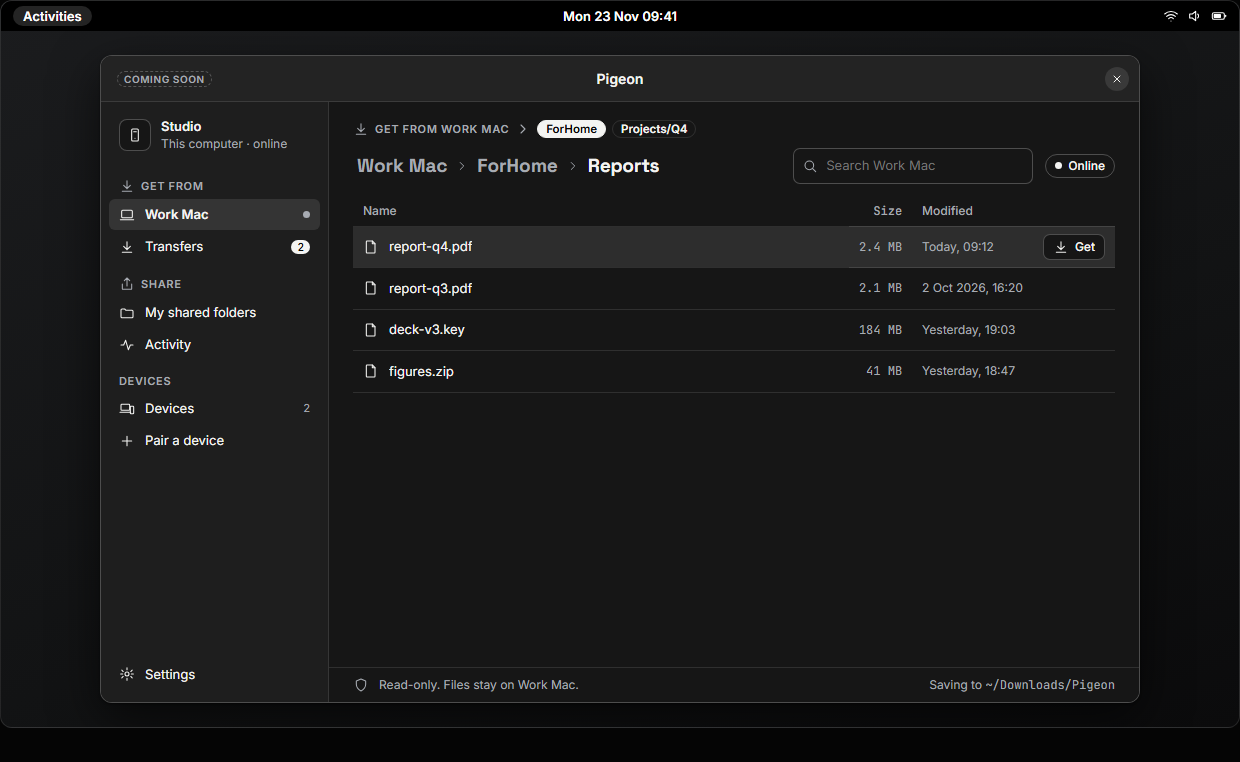 Activities
Mon 23 Nov 09:41
COMING SOON
Pigeon
Studio
This computer · online
GET FROM
Work Mac
Transfers 2
SHARE
My shared folders
Activity
DEVICES
Devices 2
Pair a device
Settings
GET FROM WORK MAC ForHome Projects/Q4
Work Mac ForHome Reports
Search Work Mac
Online
Name Size Modified
report-q4.pdf 2.4 MB Today, 09:12 Get
report-q3.pdf 2.1 MB 2 Oct 2026, 16:20
deck-v3.key 184 MB Yesterday, 19:03
figures.zip 41 MB Yesterday, 18:47
Read-only. Files stay on Work Mac.
Saving to ~/Downloads/Pigeon